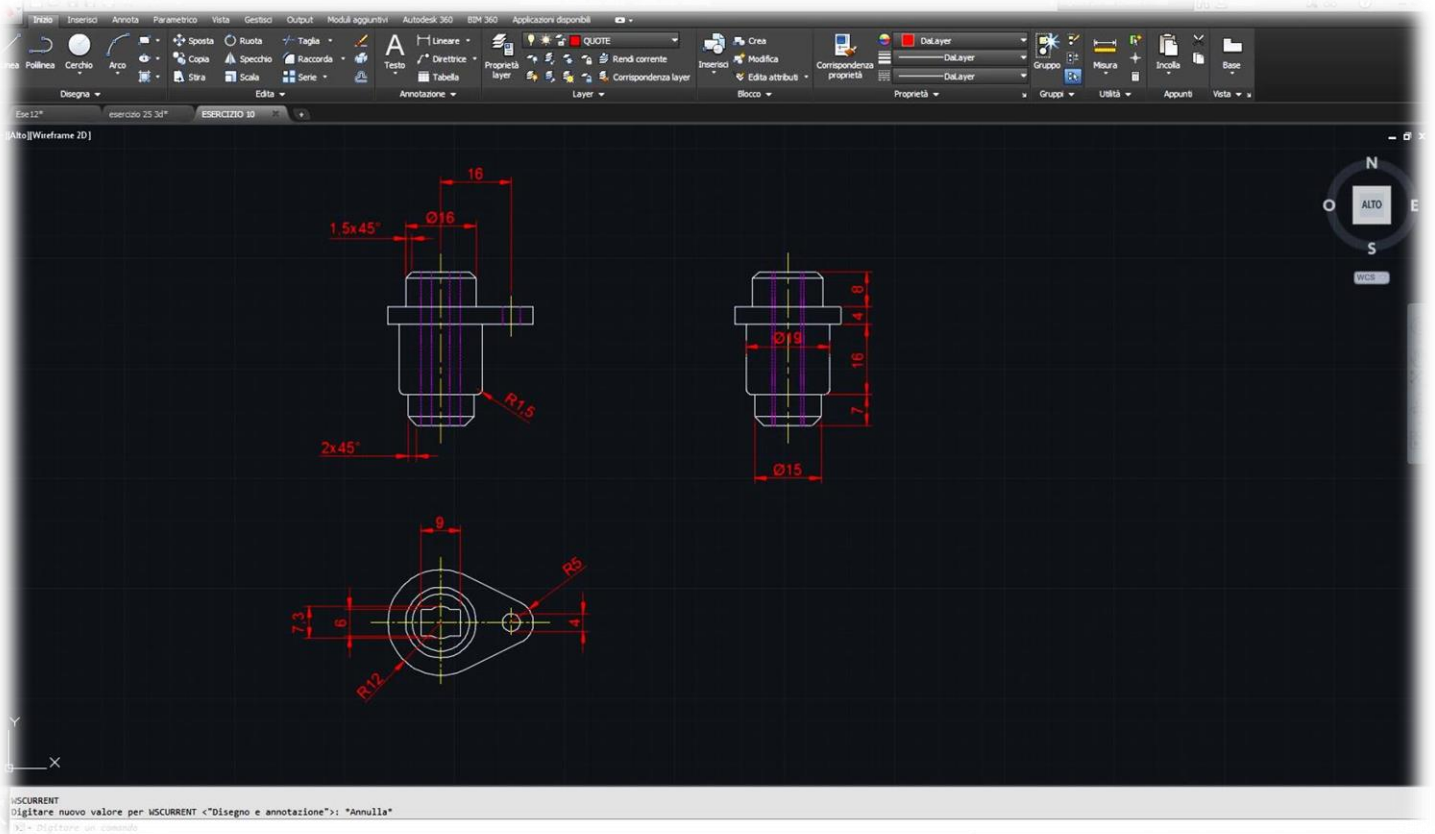 Inizio Inserisci Annota Parametrico Vista Gestisci Output Moduli aggiuntivi Autodesk 360 BIM 360 Applicazioni disponibili
Sposta Ruota Taglia Lineare QUOTE Crea DaLayer
Polilinea Cerchio Arco Copia Specchio Raccorda Testo Direttrice Proprietà layer Rendi corrente Inserisci Modifica Corrispondenza proprietà DaLayer Gruppo Misura Incolla Base
Stira Scala Serie Tabella Corrispondenza layer Edita attributi DaLayer
Disegna Edita Annotazione Layer Blocco Proprietà Gruppi Utilità Appunti Vista
Ese12* esercizio 25 3d* ESERCIZIO 10
][Alto][Wireframe 2D]
N
O ALTO E
S
WCS
16
Ø16
1,5x45°
8
4
Ø19
16
R1,5
7
2x45°
Ø15
9
R5
7,3
6
4
R12
Y
X
WSCURRENT
Digitare nuovo valore per WSCURRENT <"Disegno e annotazione">: *Annulla*
Digitare un comando